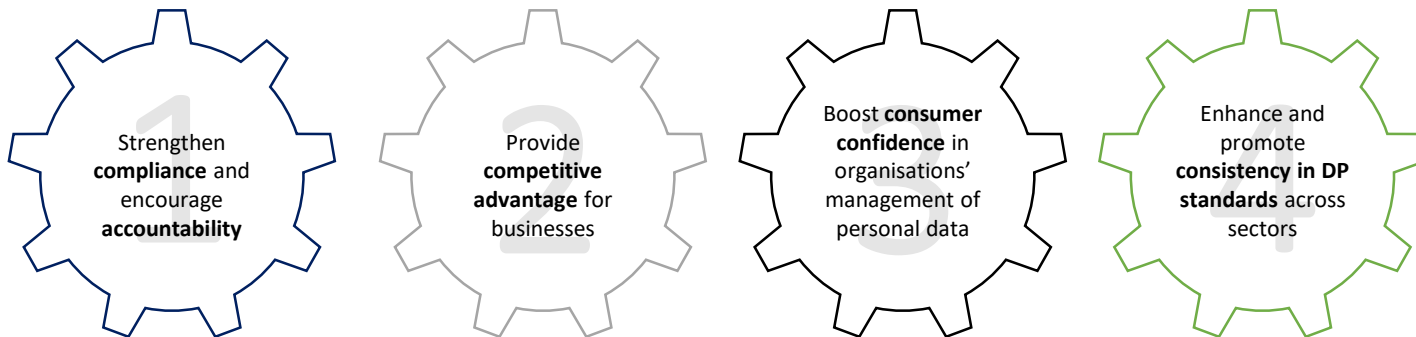 1
Strengthen
compliance and
encourage
accountability
2
Provide
competitive
advantage for
businesses
3
Boost consumer
confidence in
organisations’
management of
personal data
4
Enhance and
promote
consistency in DP
standards across
sectors